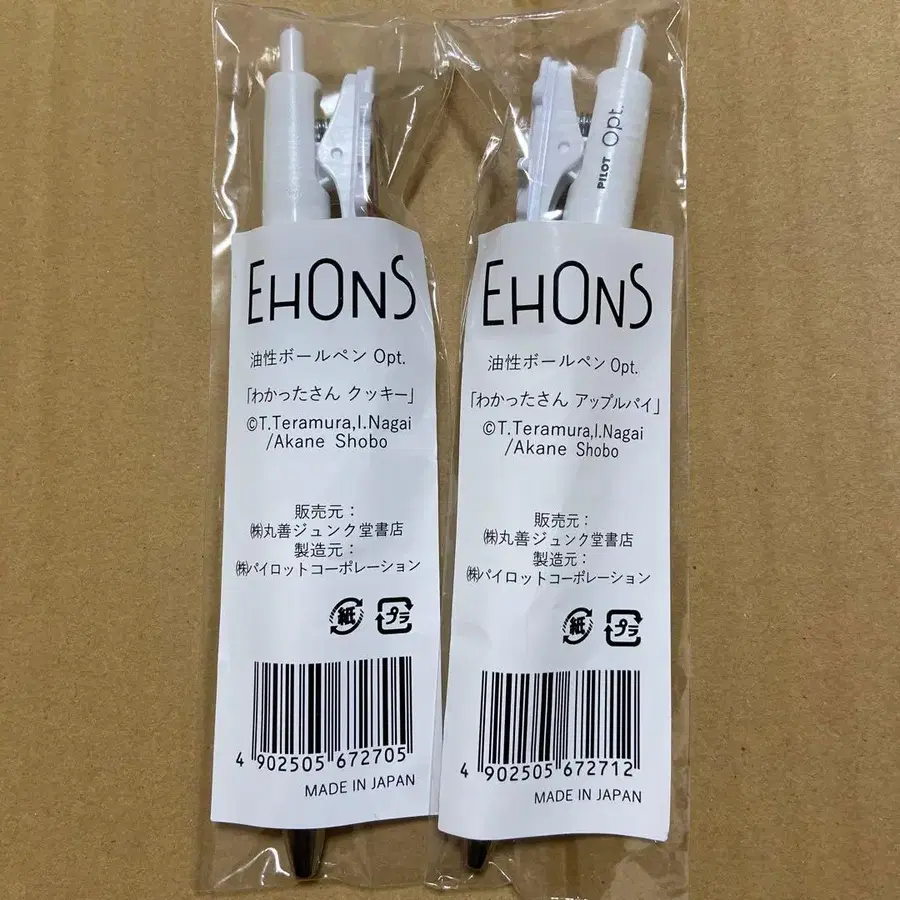 EHONS
油性ボールペン Opt.
「わかったさん クッキー」
©T.Teramura,I.Nagai
/Akane Shobo
販売元：
㈱丸善ジュンク堂書店
製造元：
㈱パイロットコーポレーション
紙
プラ
4 902505 672705
MADE IN JAPAN
PILOT Opt.
EHONS
油性ボールペン Opt.
「わかったさん アップルパイ」
©T.Teramura,I.Nagai
/Akane Shobo
販売元：
㈱丸善ジュンク堂書店
製造元：
㈱パイロットコーポレーション
紙
プラ
4 902505 672712
MADE IN JAPAN